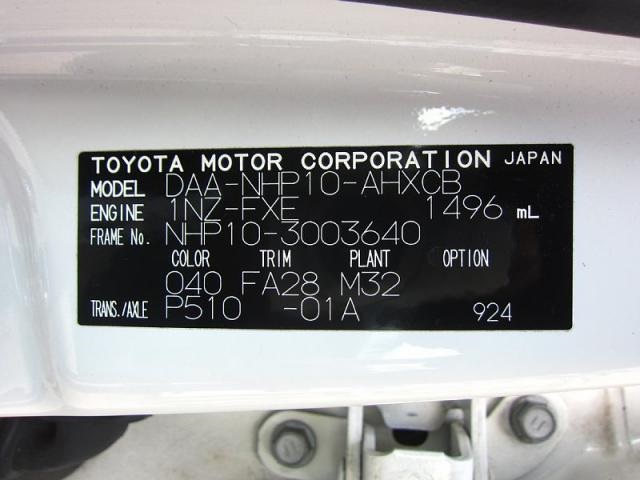 TOYOTA MOTOR CORPORATION JAPAN
MODEL DAA-NHP10-AHXCB
ENGINE 1NZ-FXE 1496 mL
FRAME No. NHP10-3003640
COLOR TRIM PLANT OPTION
040 FA28 M32
TRANS./AXLE P510 -01A 924